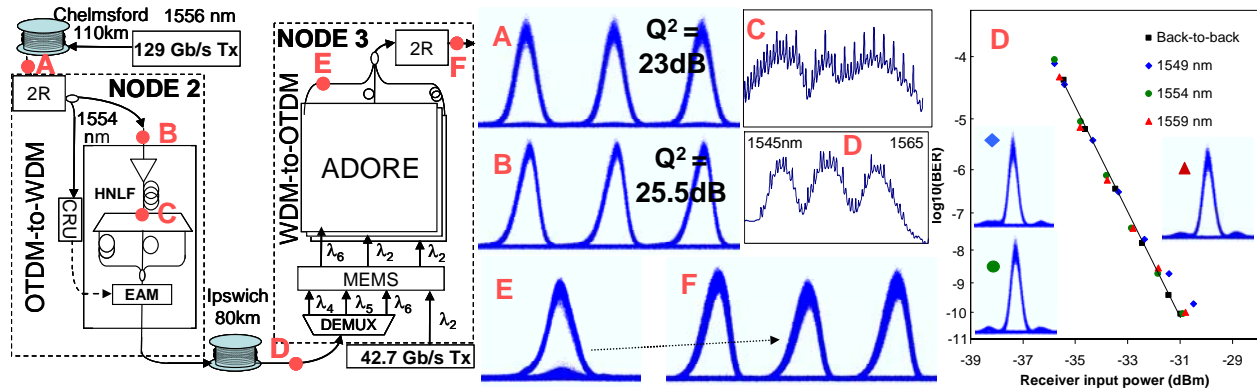 Chelmsford
110km
1556 nm
129 Gb/s Tx
A
2R
NODE 2
1554
nm
B
OTDM-to-WDM
CRU
HNLF
C
EAM
Ipswich
80km
D
NODE 3
2R
F
E
WDM-to-OTDM
ADORE
λ6
λ2
λ2
MEMS
λ4
λ5
λ6
DEMUX
λ2
42.7 Gb/s Tx
A
Q2 =
23dB
B
Q2 =
25.5dB
C
1545nm
D
1565
E
F
D
Back-to-back
1549 nm
1554 nm
1559 nm
log10(BER)
-4
-5
-6
-7
-8
-9
-10
-11
-39
-37
-35
-33
-31
-29
Receiver input power (dBm)